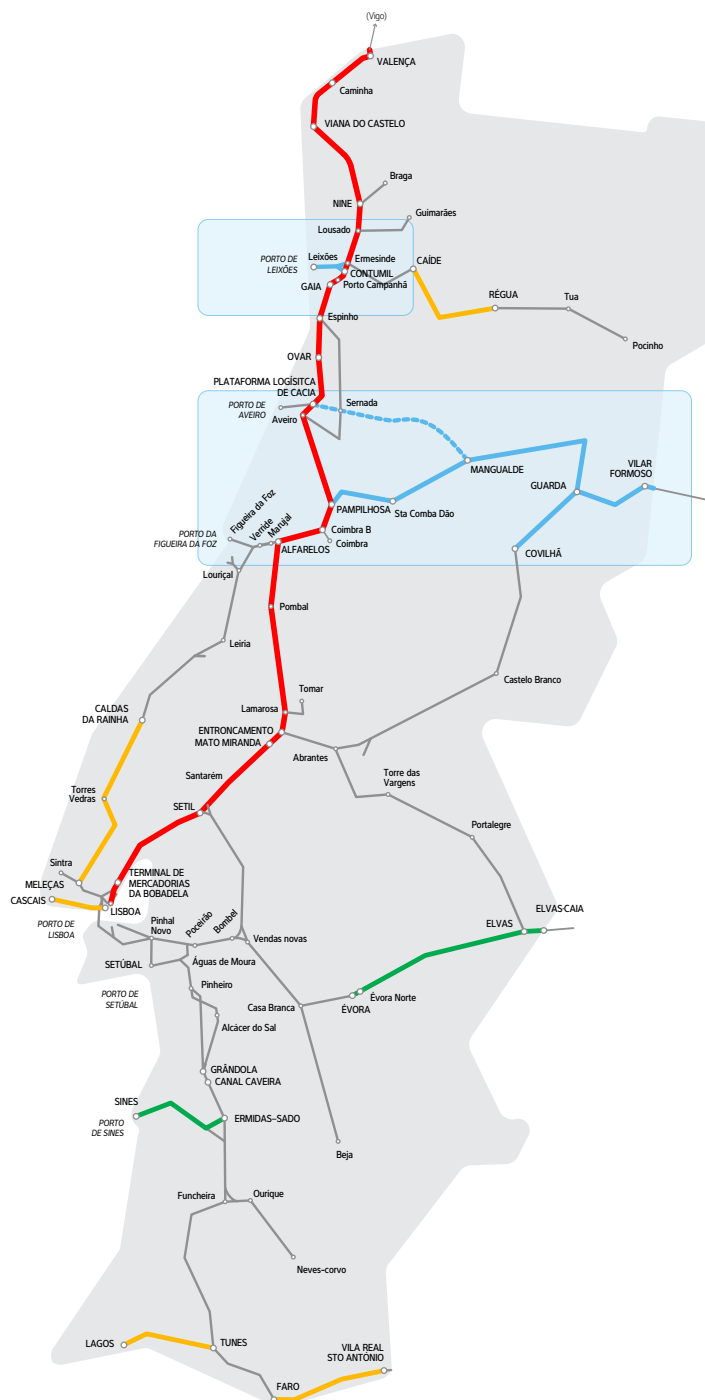 (Vigo)
VALENÇA
Caminha
VIANA DO CASTELO
Braga
NINE
Guimarães
Lousado
Ermesinde
Leixões
PORTO DE
LEIXÕES
CAÍDE
CONTUMIL
GAIA
Porto Campanhã
RÉGUA
Tua
Espinho
Pocinho
OVAR
PLATAFORMA LOGÍSITCA
DE CACIA
PORTO DE
AVEIRO
Sernada
Aveiro
MANGUALDE
VILAR
FORMOSO
GUARDA
PAMPILHOSA
Sta Comba Dão
Figueira da Foz
Verride
Marujal
PORTO DA
FIGUEIRA DA FOZ
Coimbra B
ALFARELOS
Coimbra
COVILHÃ
Louriçal
Pombal
Leiria
Castelo Branco
Tomar
CALDAS
DA RAINHA
Lamarosa
ENTRONCAMENTO
MATO MIRANDA
Abrantes
Santarém
Torre das
Vargens
Torres
Vedras
SETIL
Portalegre
Sintra
MELEÇAS
TERMINAL DE
MERCADORIAS
DA BOBADELA
CASCAIS
LISBOA
ELVAS-CAIA
ELVAS
PORTO DE
LISBOA
Pinhal
Novo
Poceirão
Bombel
Vendas novas
SETÚBAL
Águas de Moura
PORTO DE
SETÚBAL
Pinheiro
Évora Norte
ÉVORA
Casa Branca
Alcácer do Sal
GRÂNDOLA
CANAL CAVEIRA
SINES
PORTO
DE SINES
ERMIDAS–SADO
Beja
Funcheira
Ourique
Neves-corvo
LAGOS
TUNES
VILA REAL
STO ANTÓNIO
FARO